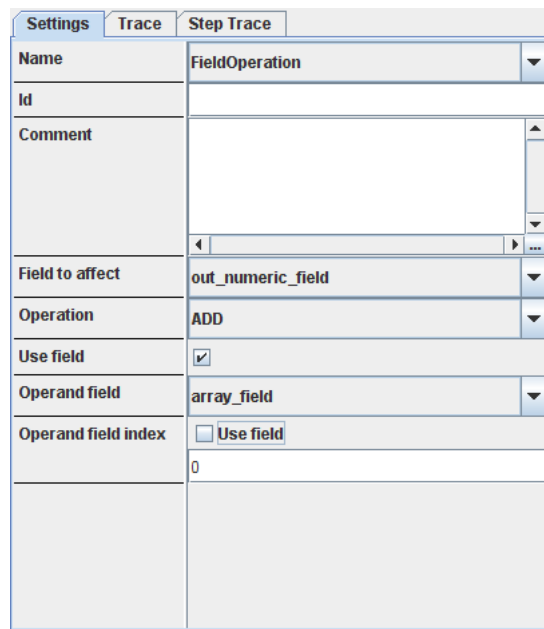 Settings Trace Step Trace
Name FieldOperation
Id
Comment
...
Field to affect out_numeric_field
Operation ADD
Use field
Operand field array_field
Operand field index Use field
0